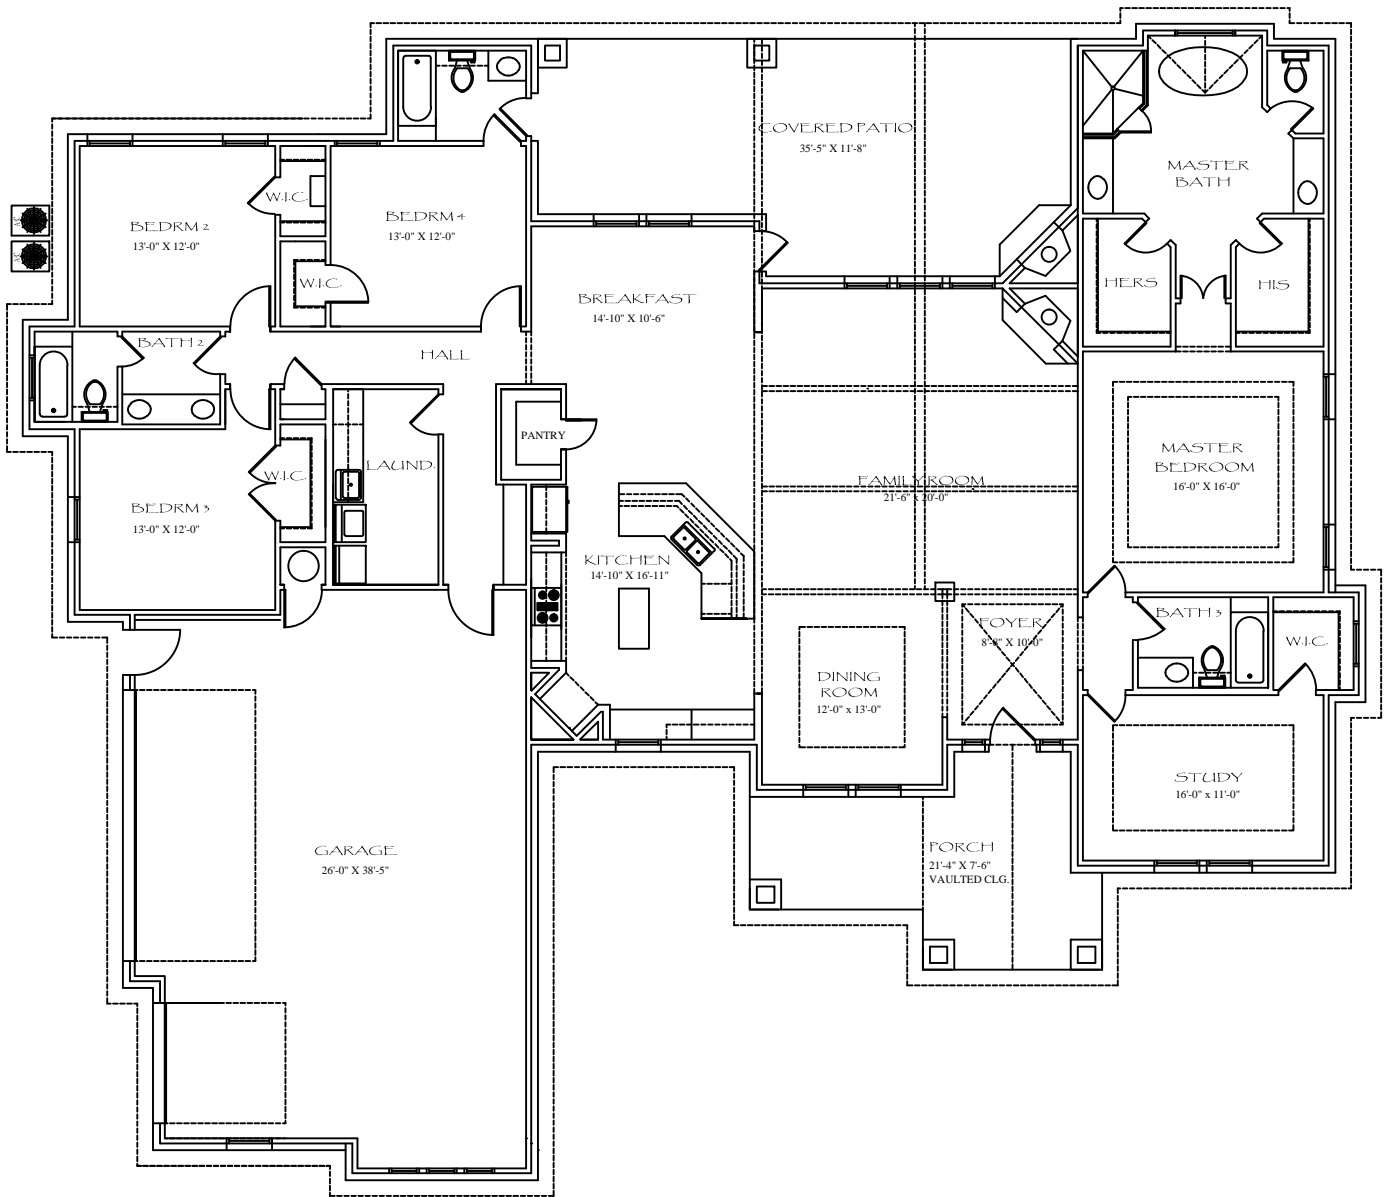 COVERED PATIO
35'-5" X 11'-8"
MASTER
BATH
W.I.C.
BEDRM 2
13'-0" X 12'-0"
BEDRM 4
13'-0" X 12'-0"
A/C
A/C
W.I.C.
HERS
HIS
BREAKFAST
14'-10" X 10'-6"
BATH 2
HALL
PANTRY
MASTER
BEDROOM
16'-0" X 16'-0"
LAUND.
W.I.C.
FAMILY ROOM
21'-6" x 20'-0"
BEDRM 3
13'-0" X 12'-0"
KITCHEN
14'-10" X 16'-11"
BATH 3
FOYER
8'-8" X 10'-0"
W.I.C.
DINING
ROOM
12'-0" x 13'-0"
STUDY
16'-0" x 11'-0"
GARAGE
26'-0" X 38'-5"
PORCH
21'-4" X 7'-6"
VAULTED CLG.